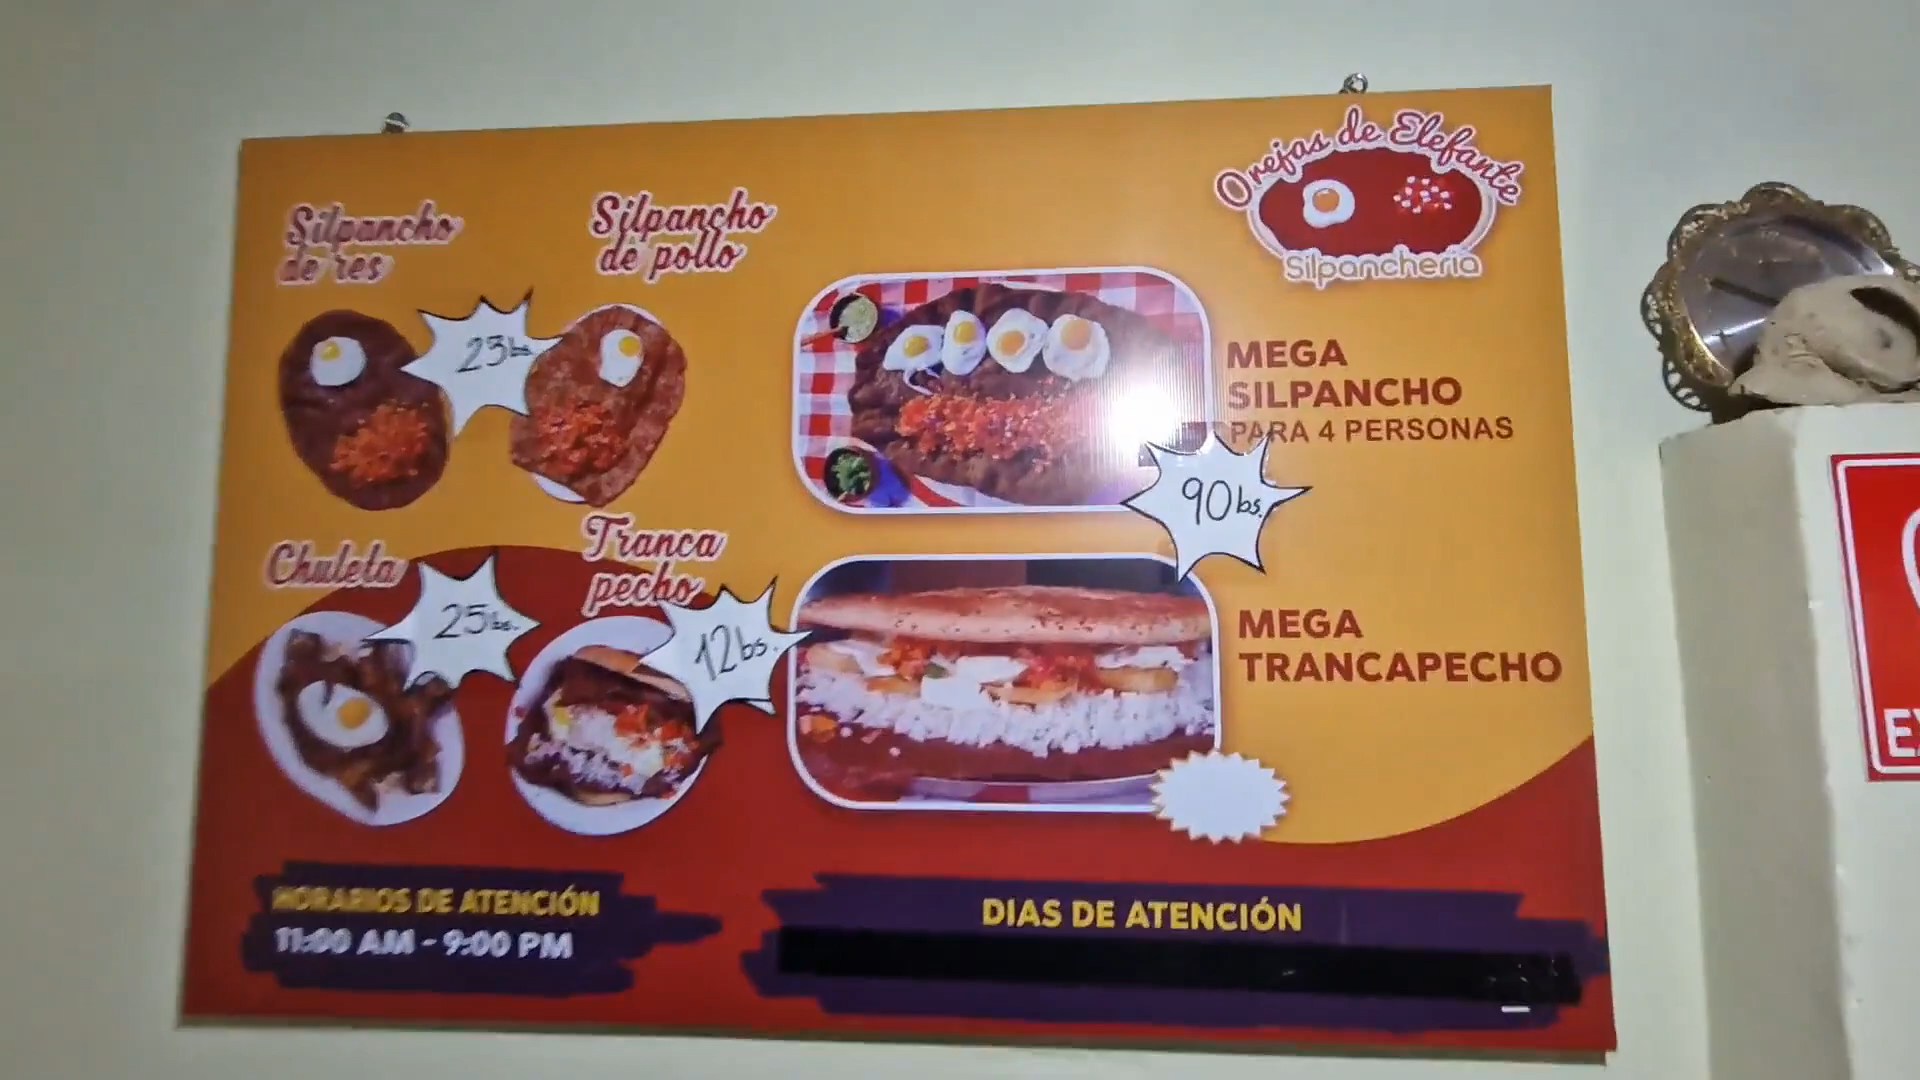 Orejas de Elefante
Silpancheria
Silpancho
de res
Silpancho
de pollo
23bs.
MEGA
SILPANCHO
PARA 4 PERSONAS
90bs.
Chuleta
25bs.
Tranca
pecho
12bs.
MEGA
TRANCAPECHO
HORARIOS DE ATENCIÓN
11:00 AM - 9:00 PM
DIAS DE ATENCIÓN